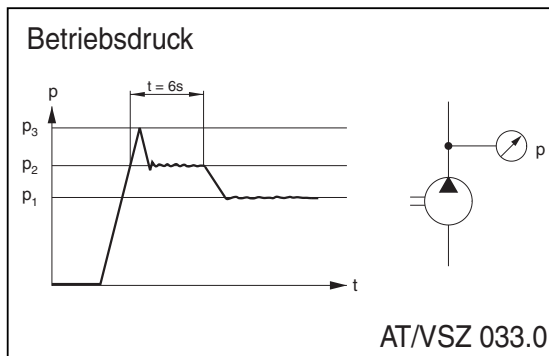 Betriebsdruck
p
t = 6s
p3
p2
p1
t
p
AT/VSZ 033.0